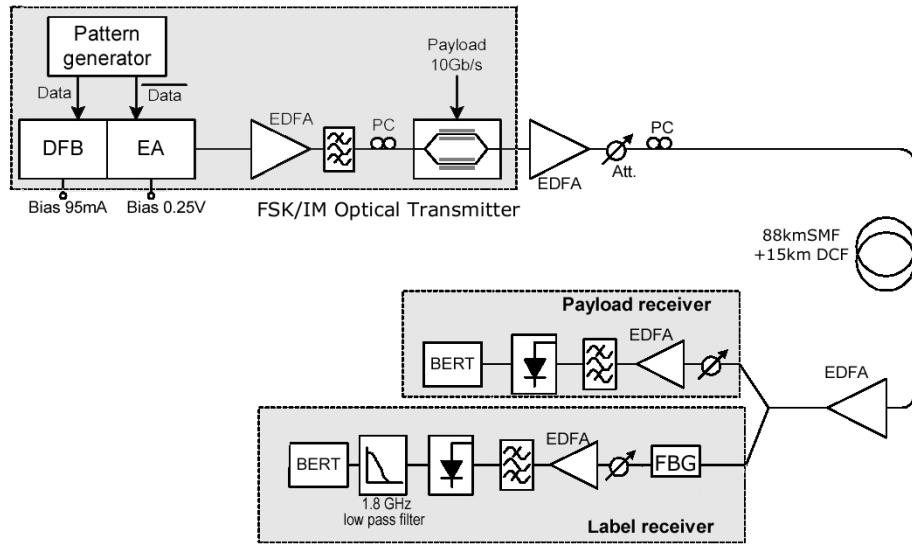 Pattern
generator
Data
Data
DFB
EA
Bias 95mA
Bias 0.25V
EDFA
PC
Payload
10Gb/s
FSK/IM Optical Transmitter
EDFA
Att.
PC
88kmSMF
+15km DCF
EDFA
Payload receiver
EDFA
BERT
EDFA
FBG
BERT
1.8 GHz
low pass filter
Label receiver